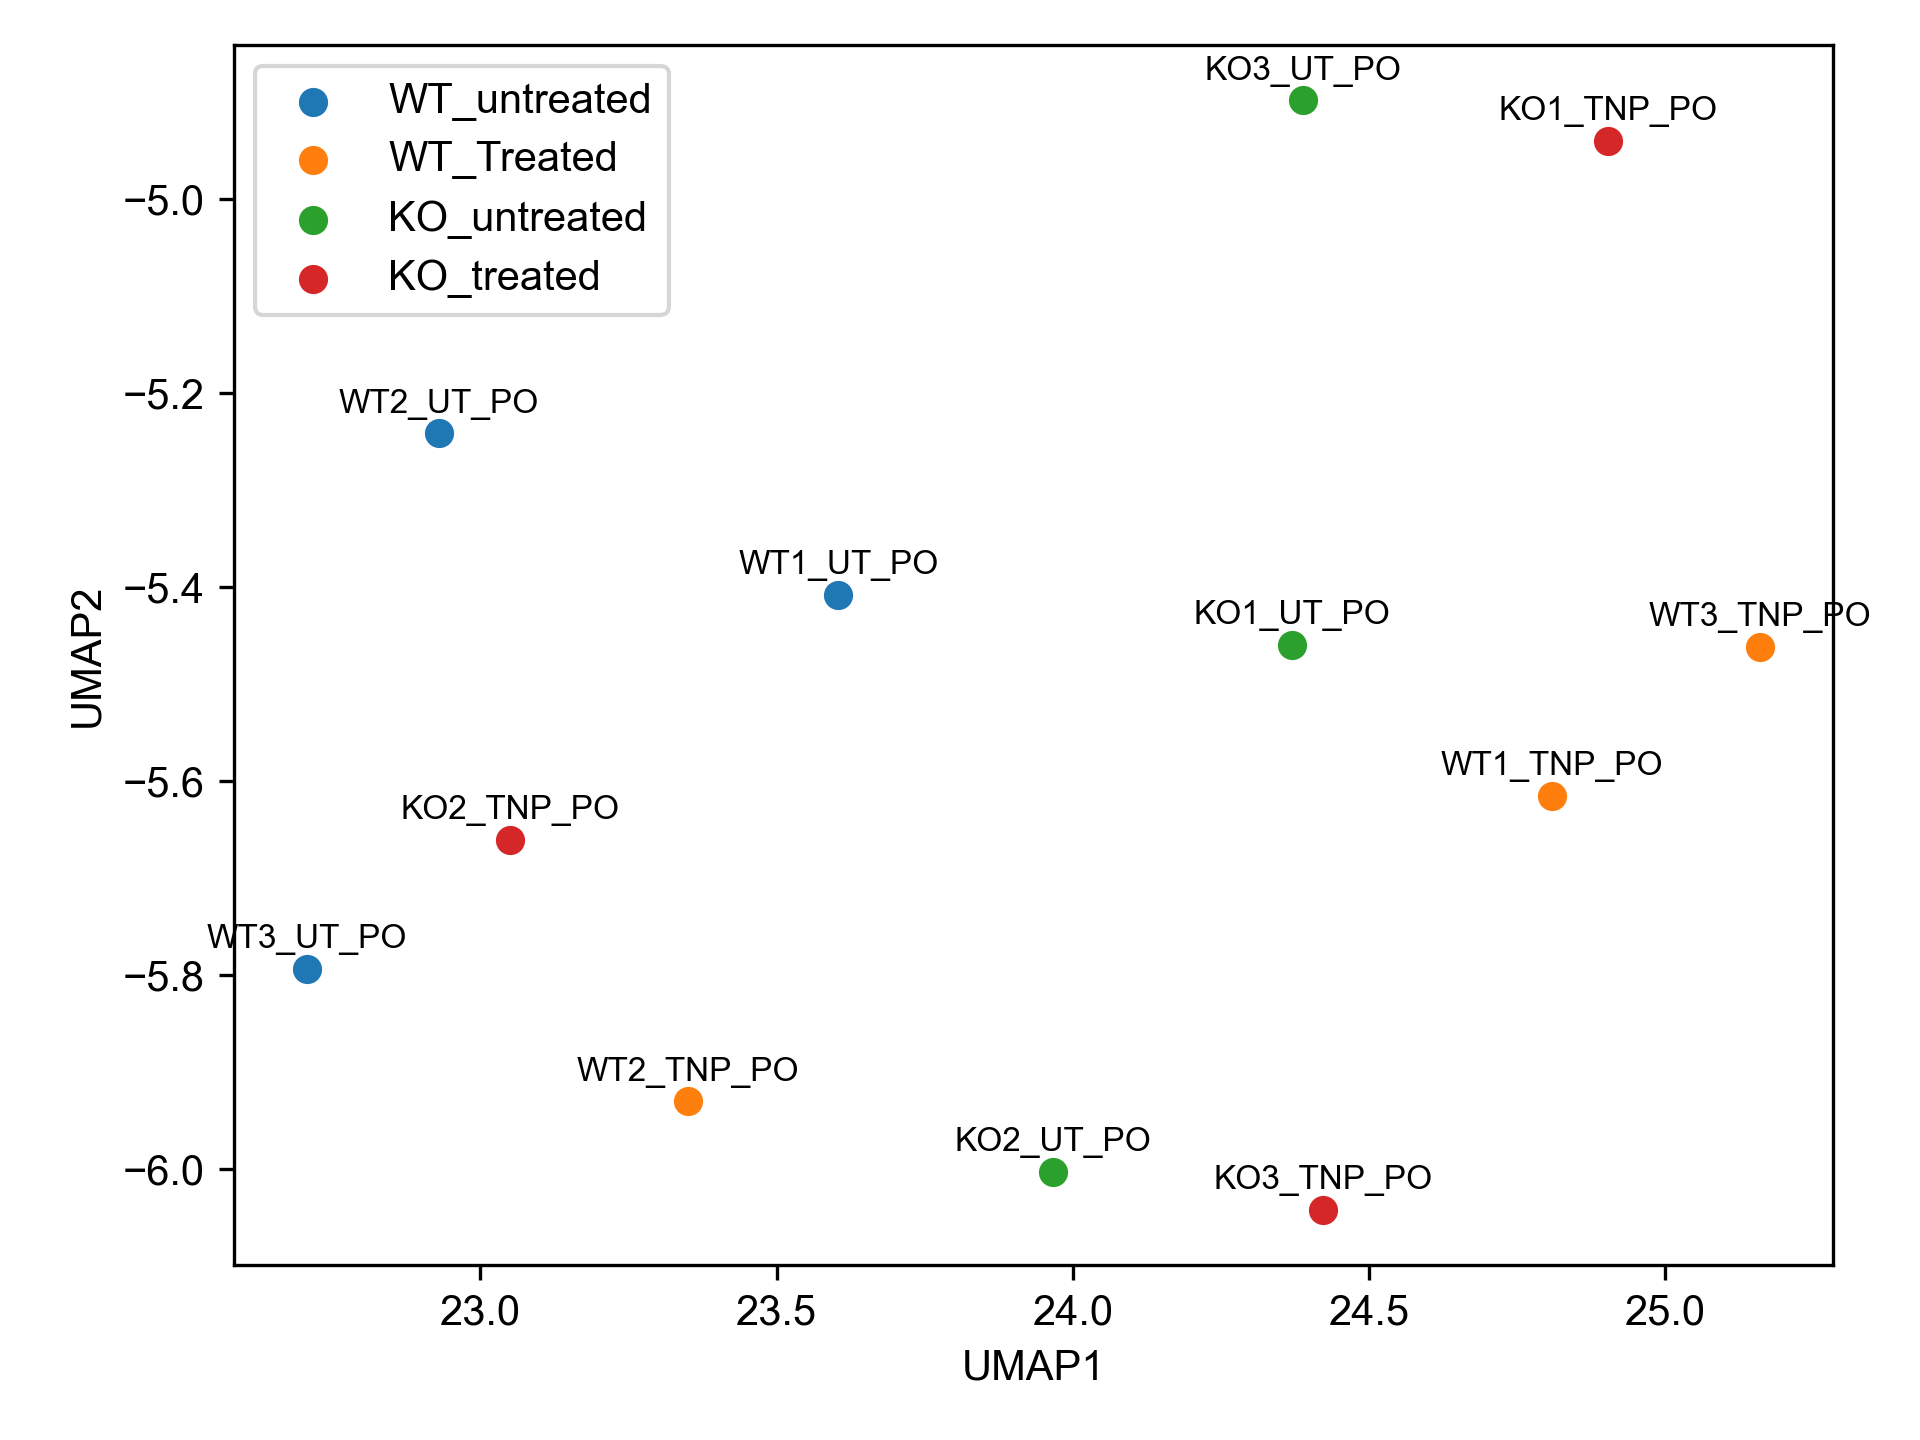 WT_untreated
WT_Treated
KO_untreated
KO_treated
KO3_UT_PO
KO1_TNP_PO
WT2_UT_PO
WT1_UT_PO
KO1_UT_PO
WT3_TNP_PO
WT1_TNP_PO
KO2_TNP_PO
WT3_UT_PO
WT2_TNP_PO
KO2_UT_PO
KO3_TNP_PO
UMAP2
−5.0
−5.2
−5.4
−5.6
−5.8
−6.0
23.0 23.5 24.0 24.5 25.0
UMAP1